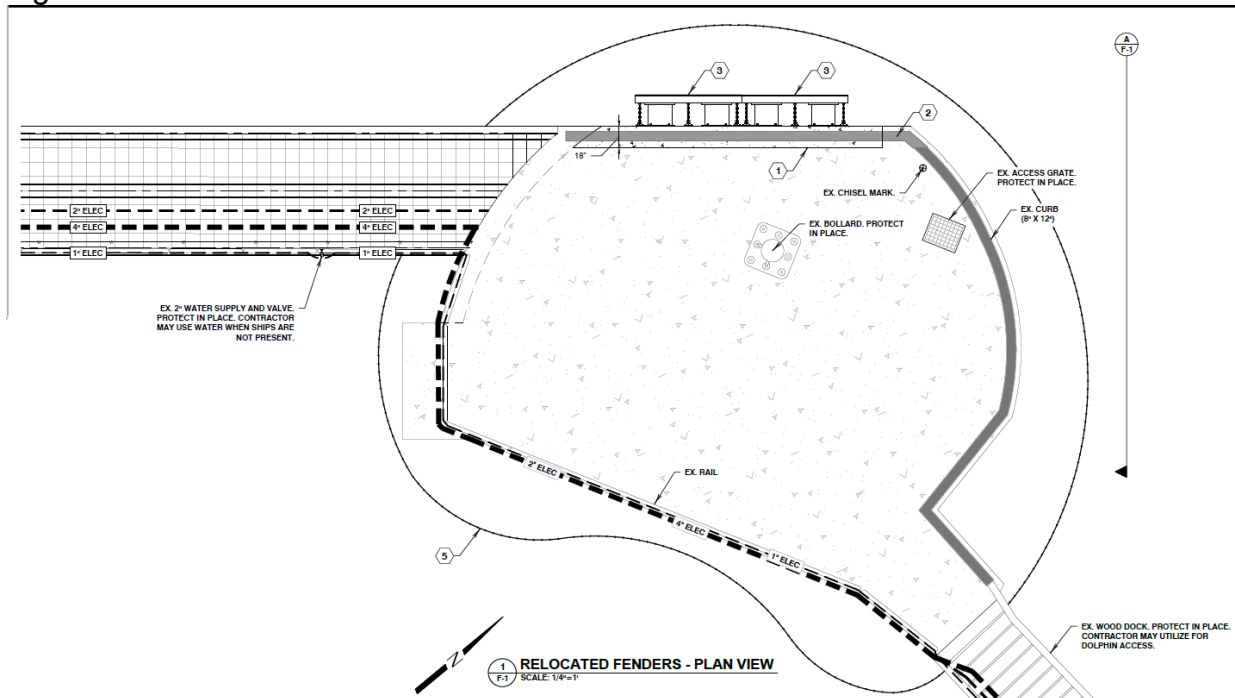 A
F-1
3
3
2
18"
1
EX. CHISEL MARK.
EX. ACCESS GRATE.
PROTECT IN PLACE.
EX. CURB
(8" X 12")
EX. BOLLARD. PROTECT
IN PLACE.
2" ELEC
2" ELEC
4" ELEC
4" ELEC
1" ELEC
1" ELEC
EX. 2" WATER SUPPLY AND VALVE.
PROTECT IN PLACE. CONTRACTOR
MAY USE WATER WHEN SHIPS ARE
NOT PRESENT.
2" ELEC
EX. RAIL
4" ELEC
1" ELEC
5
EX. WOOD DOCK. PROTECT IN PLACE.
CONTRACTOR MAY UTILIZE FOR
DOLPHIN ACCESS.
N
1
F-1
RELOCATED FENDERS - PLAN VIEW
SCALE: 1/4"=1'